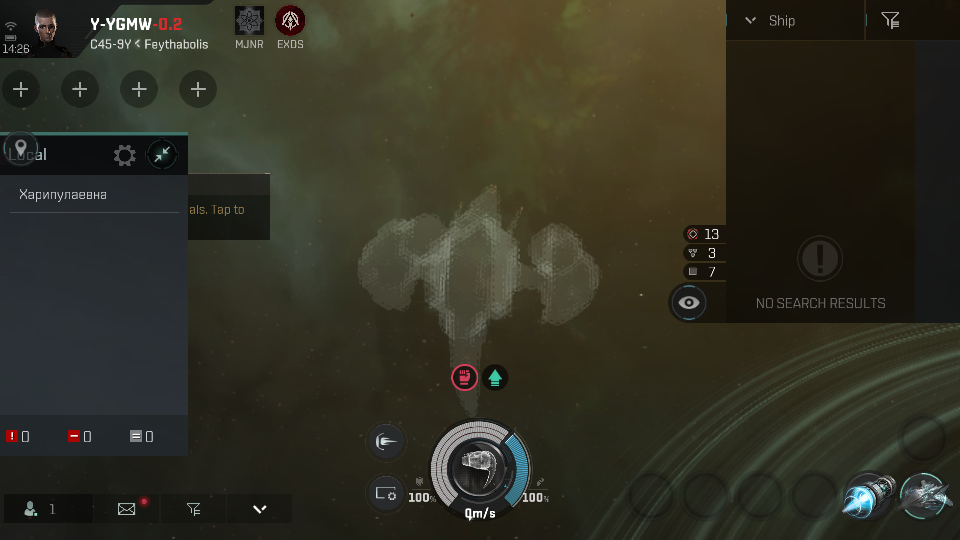 Y-YGMW-0.2
C45-9Y < Feythabolis
14:26
MJNR
EXDS
Ship
Local
Харипулаевна
als. Tap to
13
3
7
NO SEARCH RESULTS
! 0
0
0
100%
100%
0m/s
1